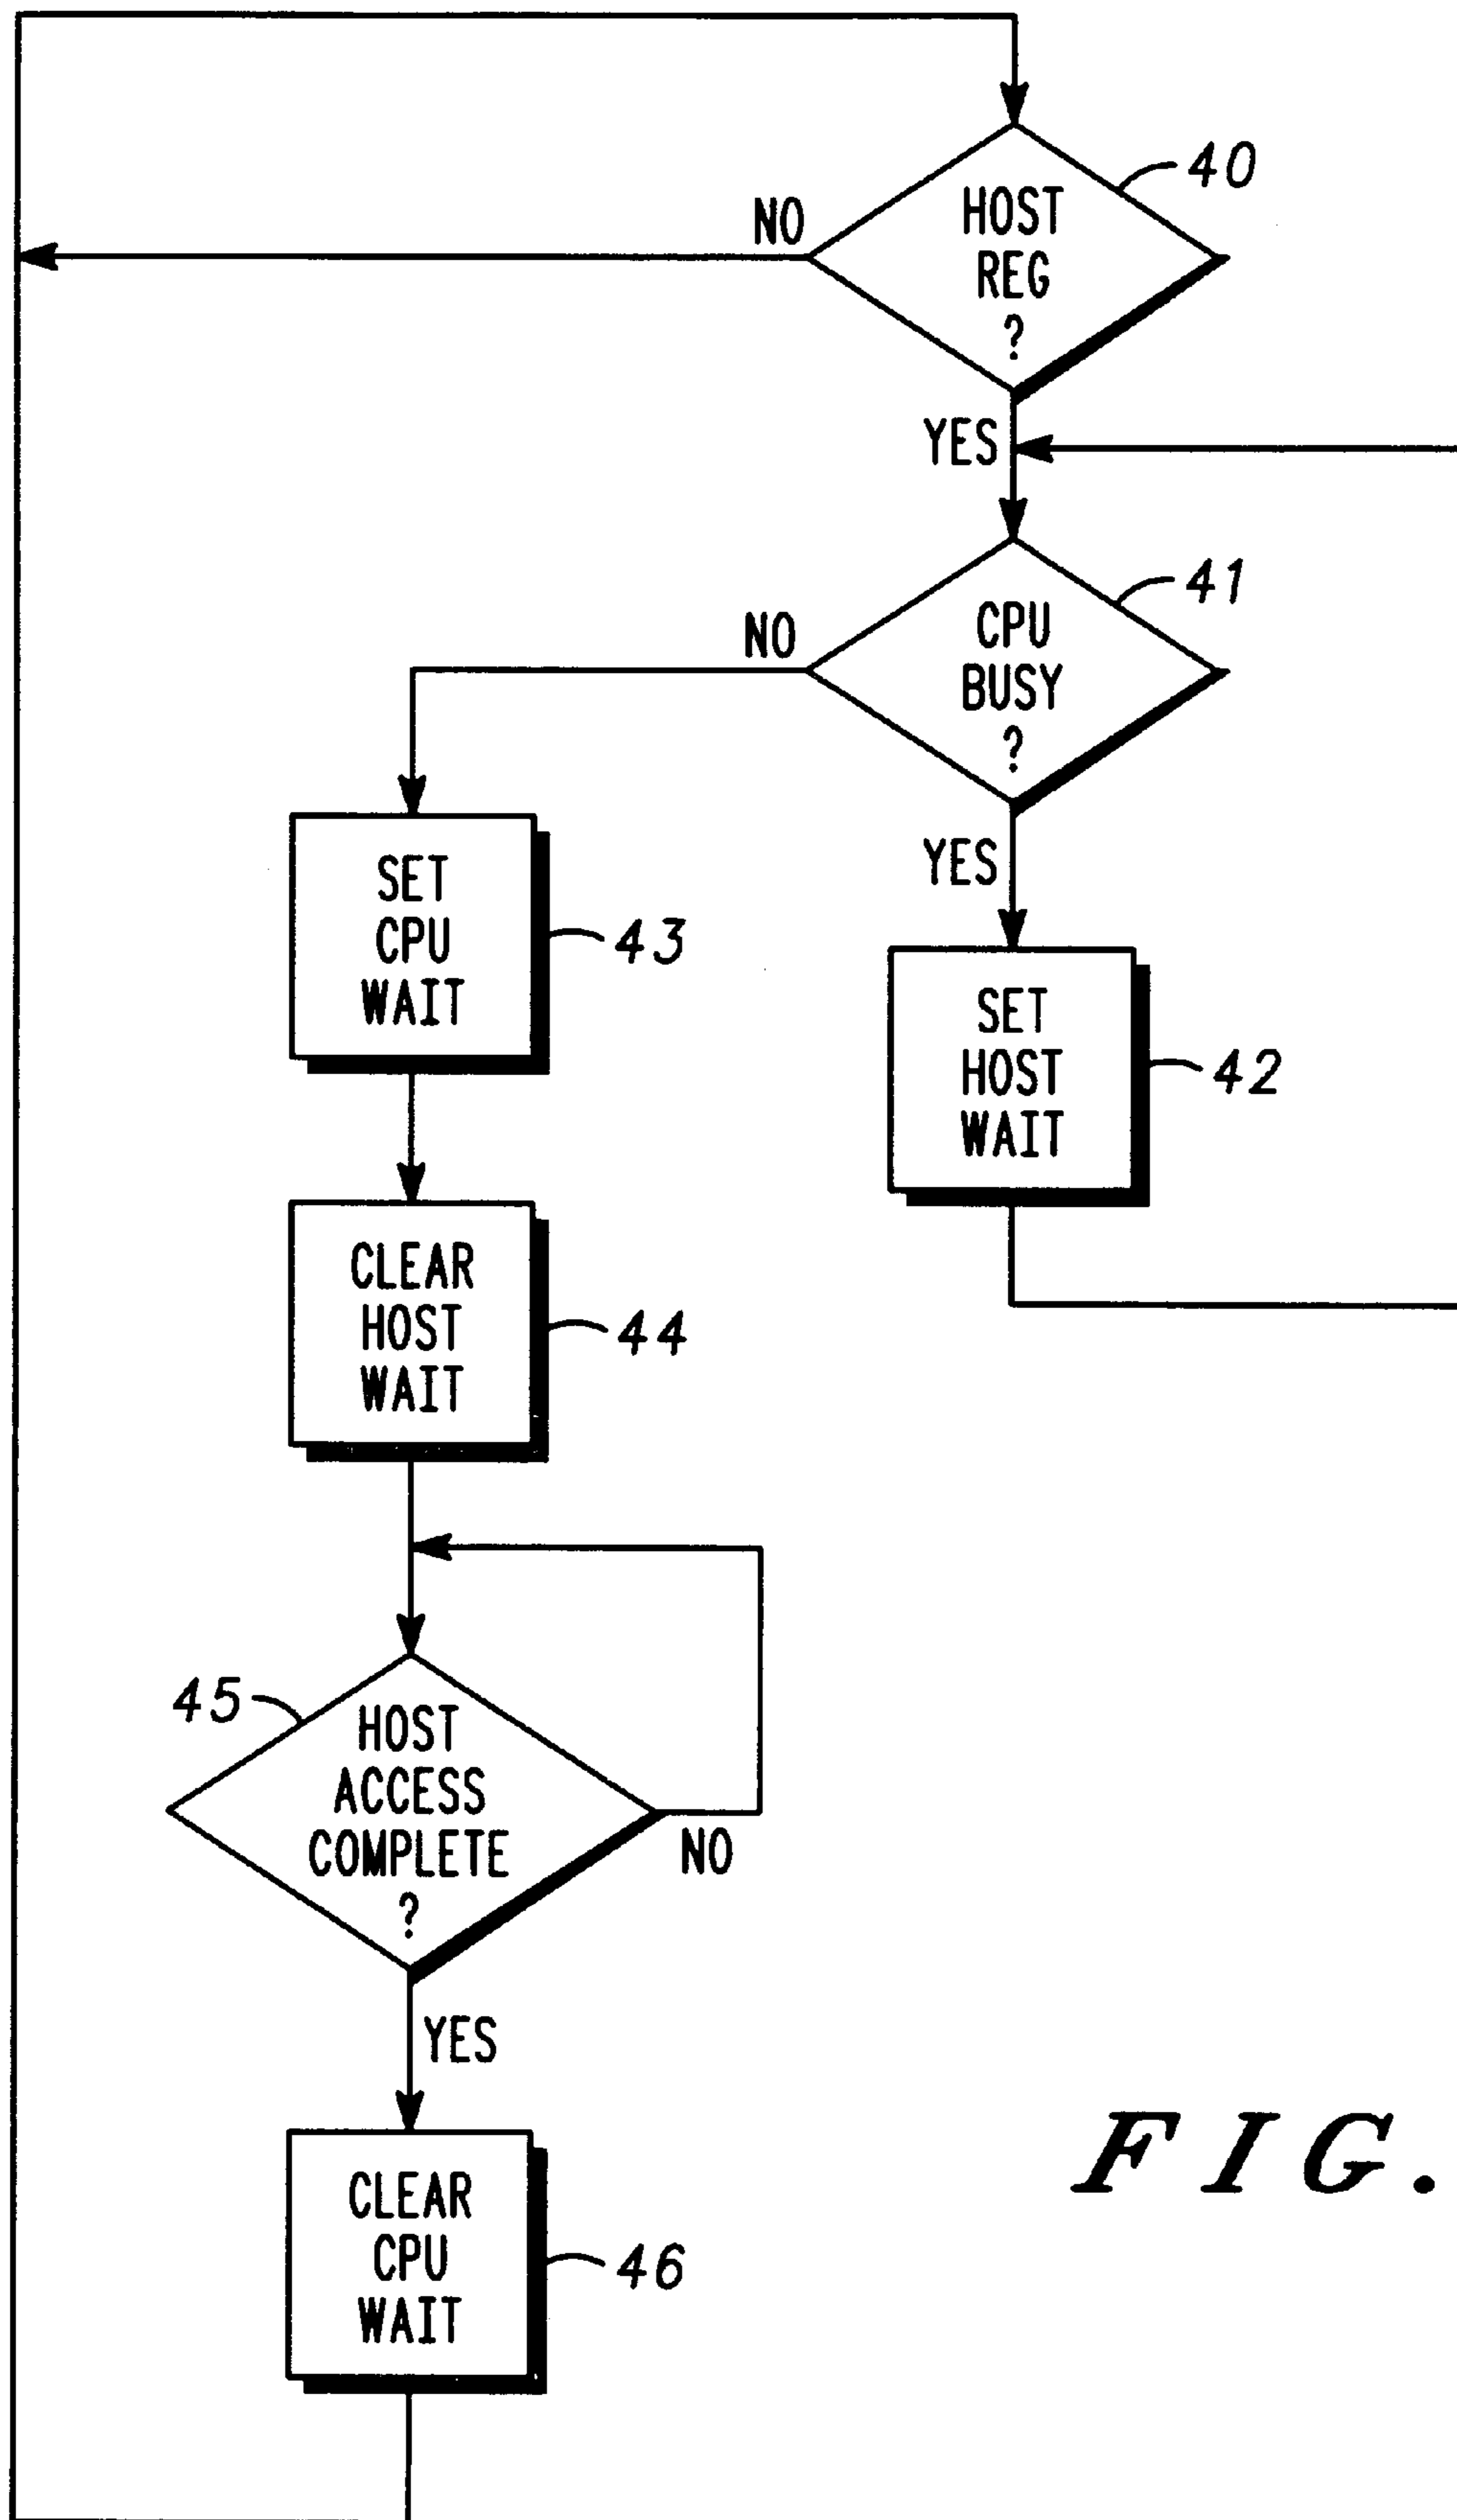 40
NO
HOST
REG
?
YES
41
NO
CPU
BUSY
?
YES
SET
CPU
WAIT
43
SET
HOST
WAIT
42
CLEAR
HOST
WAIT
44
45
HOST
ACCESS
COMPLETE
?
NO
YES
CLEAR
CPU
WAIT
46
FIG.